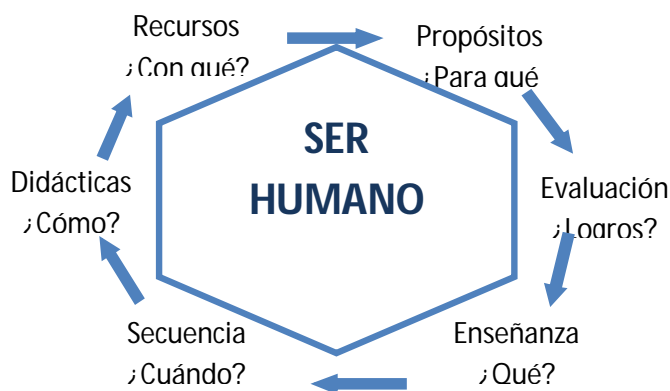 Recursos
¿Con qué?
Propósitos
¿Para qué
SER
HUMANO
Didácticas
¿Cómo?
Evaluación
¿Logros?
Secuencia
¿Cuándo?
Enseñanza
¿Qué?